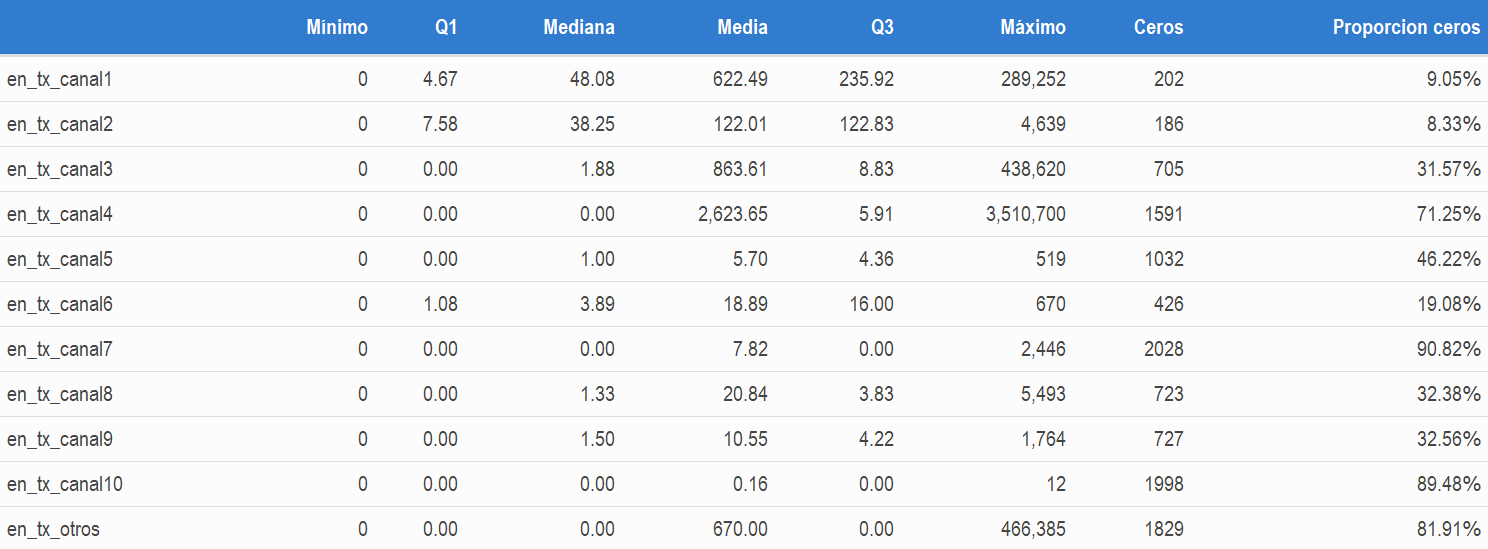 Mínimo Q1 Mediana Media Q3 Máximo Ceros Proporcion ceros
en_tx_canal1 0 4.67 48.08 622.49 235.92 289,252 202 9.05%
en_tx_canal2 0 7.58 38.25 122.01 122.83 4,639 186 8.33%
en_tx_canal3 0 0.00 1.88 863.61 8.83 438,620 705 31.57%
en_tx_canal4 0 0.00 0.00 2,623.65 5.91 3,510,700 1591 71.25%
en_tx_canal5 0 0.00 1.00 5.70 4.36 519 1032 46.22%
en_tx_canal6 0 1.08 3.89 18.89 16.00 670 426 19.08%
en_tx_canal7 0 0.00 0.00 7.82 0.00 2,446 2028 90.82%
en_tx_canal8 0 0.00 1.33 20.84 3.83 5,493 723 32.38%
en_tx_canal9 0 0.00 1.50 10.55 4.22 1,764 727 32.56%
en_tx_canal10 0 0.00 0.00 0.16 0.00 12 1998 89.48%
en_tx_otros 0 0.00 0.00 670.00 0.00 466,385 1829 81.91%